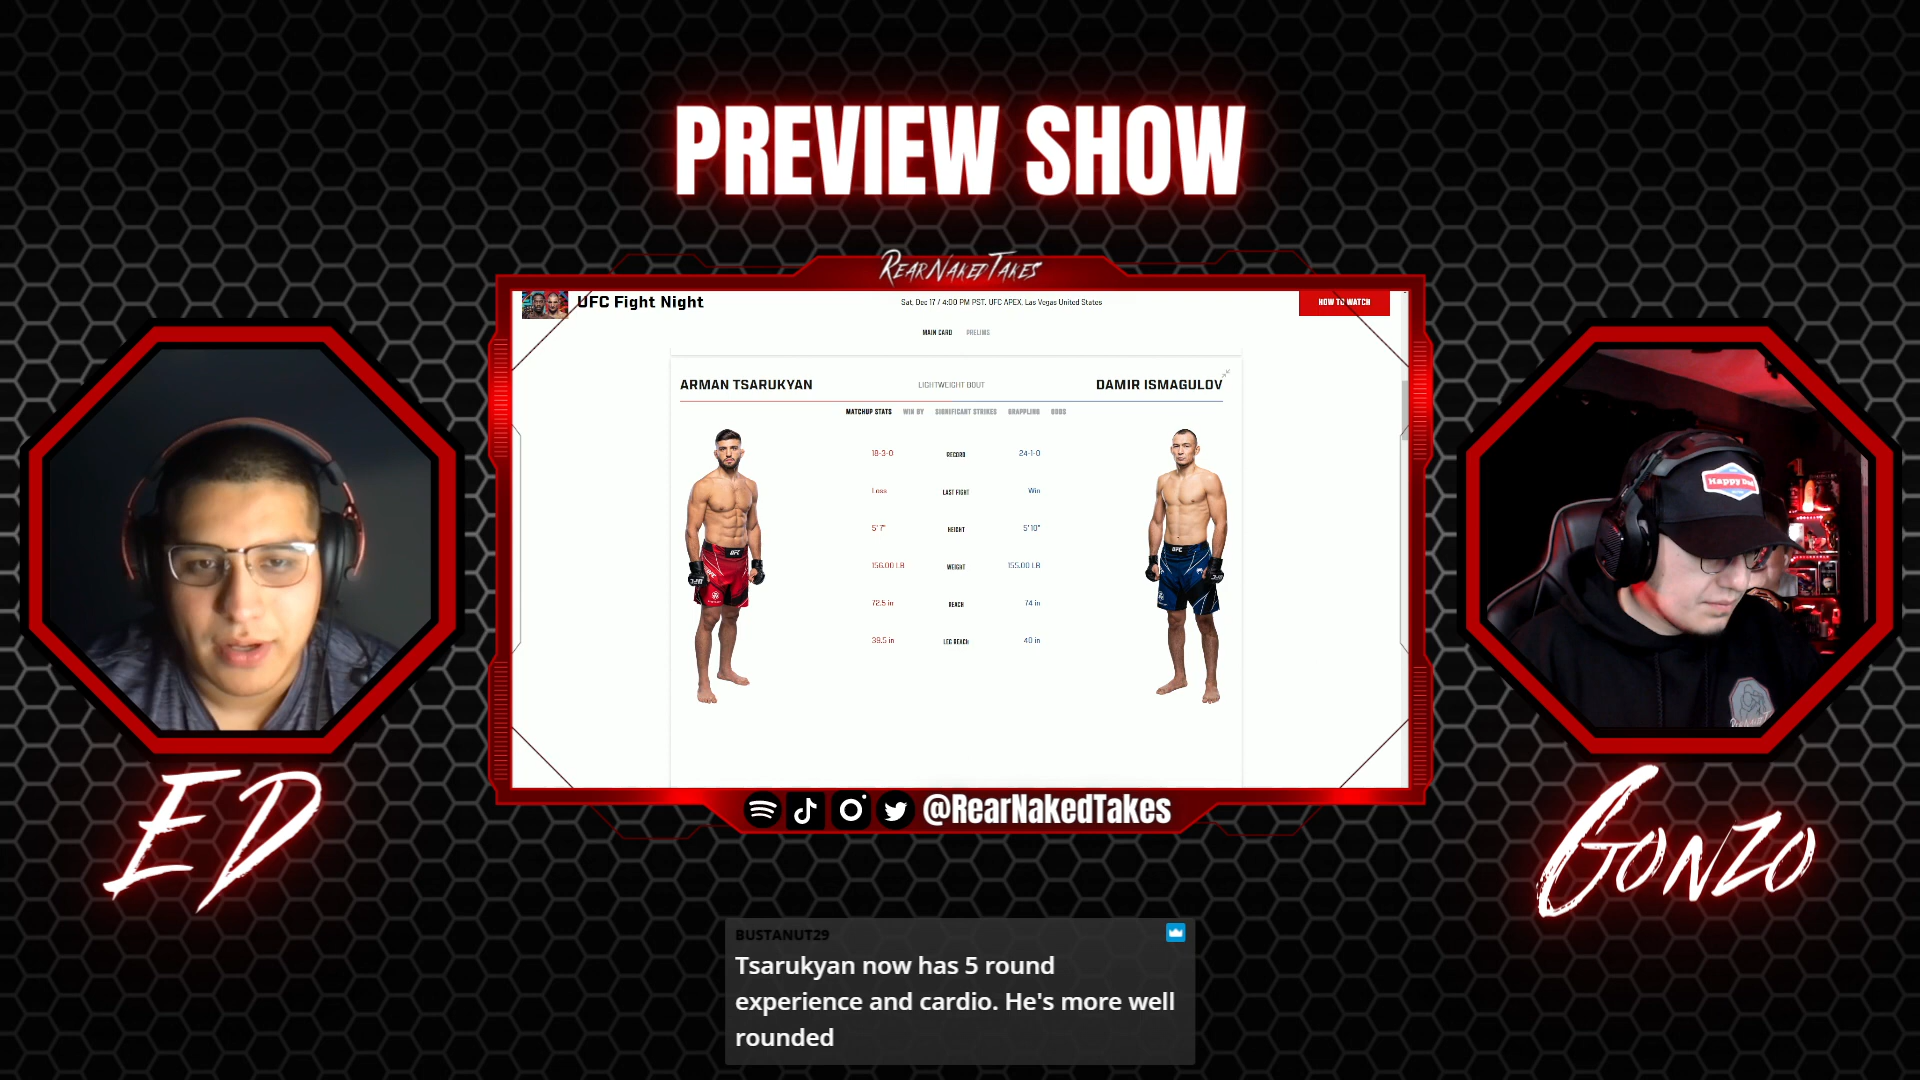 PREVIEW SHOW
REARNAKEDTAKES
UFC Fight Night
Sat, Dec 17 / 4:00 PM PST, UFC APEX, Las Vegas United States
HOW TO WATCH
MAIN CARD PRELIMS
ARMAN TSARUKYAN LIGHTWEIGHT BOUT DAMIR ISMAGULOV
MATCHUP STATS WIN BY SIGNIFICANT STRIKES GRAPPLING ODDS
18-3-0 RECORD 24-1-0
Loss LAST FIGHT Win
5'7" HEIGHT 5'10"
156.00 LB WEIGHT 155.00 LB
72.5 in REACH 74 in
39.5 in LEG REACH 40 in
@RearNakedTakes
ED
GONZO
BUSTANUT29
Tsarukyan now has 5 round
experience and cardio. He's more well
rounded